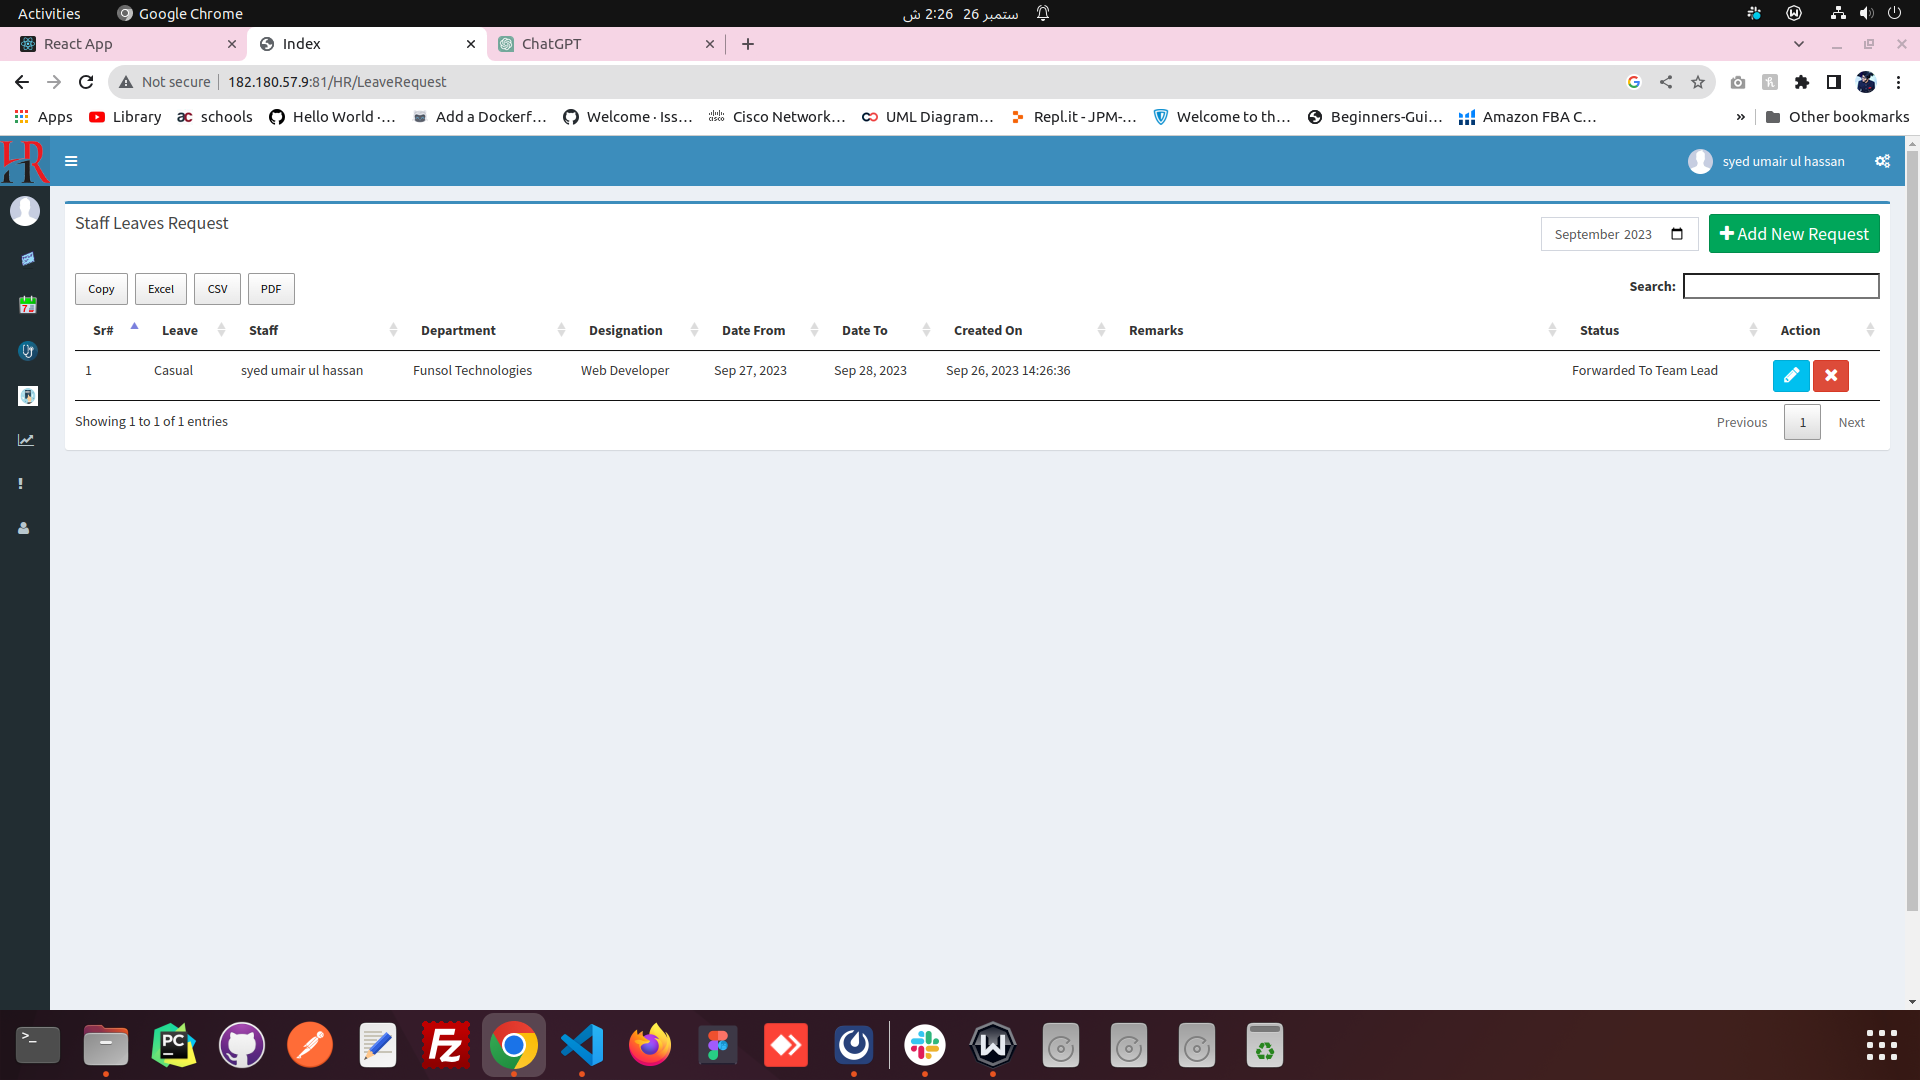 Activities Google Chrome ستمبر 26 2:26 ش
React App Index ChatGPT
Not secure 182.180.57.9:81/HR/LeaveRequest
Apps Library schools Hello World ·... Add a Dockerf... Welcome · Iss... Cisco Network... UML Diagram... Repl.it - JPM-... Welcome to th... Beginners-Gui... Amazon FBA C... » Other bookmarks
HR syed umair ul hassan
Staff Leaves Request September 2023 Add New Request
Copy Excel CSV PDF Search:
Sr# Leave Staff Department Designation Date From Date To Created On Remarks Status Action
1 Casual syed umair ul hassan Funsol Technologies Web Developer Sep 27, 2023 Sep 28, 2023 Sep 26, 2023 14:26:36 Forwarded To Team Lead
Showing 1 to 1 of 1 entries Previous 1 Next